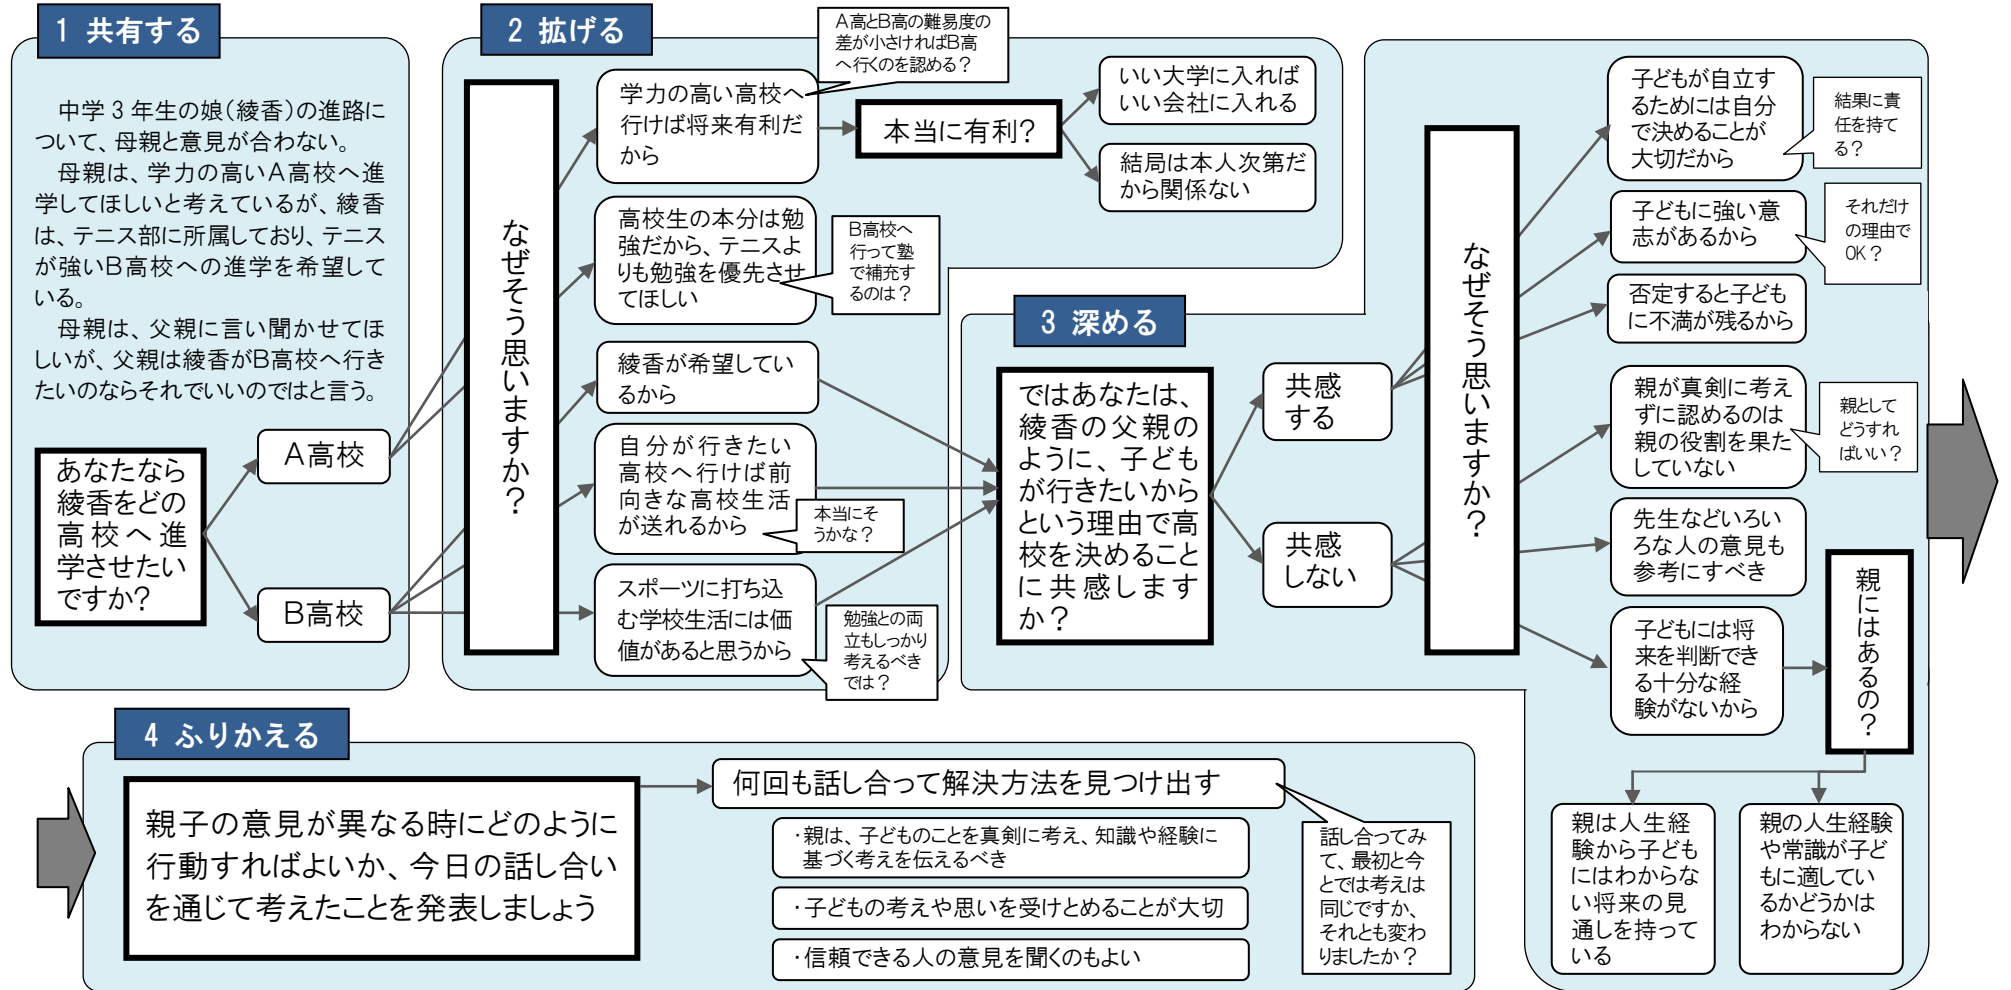 1 共有する
中学３年生の娘（綾香）の進路に
ついて、母親と意見が合わない。
母親は、学力の高いＡ高校へ進
学してほしいと考えているが、綾香
は、テニス部に所属しており、テニス
が強いＢ高校への進学を希望して
いる。
母親は、父親に言い聞かせてほ
しいが、父親は綾香がＢ高校へ行き
たいのならそれでいいのではと言う。
あなたなら
綾香をどの
高校へ進
学させたい
ですか？
Ａ高校
Ｂ高校
2 拡げる
なぜそう思いますか？
学力の高い高校へ
行けば将来有利だ
から
Ａ高とＢ高の難易度の
差が小さければＢ高
へ行くのを認める？
本当に有利？
いい大学に入れば
いい会社に入れる
結局は本人次第だ
から関係ない
高校生の本分は勉
強だから、テニスよ
りも勉強を優先させ
てほしい
Ｂ高校へ
行って塾
で補充す
るのは？
綾香が希望してい
るから
自分が行きたい
高校へ行けば前
向きな高校生活
が送れるから
本当にそ
うかな？
スポーツに打ち込
む学校生活には価
値があると思うから
勉強との両
立もしっかり
考えるべき
では？
3 深める
ではあなたは、
綾香の父親の
ように、子ども
が行きたいから
という理由で高
校を決めること
に共感します
か？
共感
する
共感
しない
なぜそう思いますか？
子どもが自立す
るためには自分
で決めることが
大切だから
結果に責
任を持て
る？
子どもに強い意
志があるから
それだけ
の理由で
OK？
否定すると子ども
に不満が残るから
親が真剣に考え
ずに認めるのは
親の役割を果た
していない
親として
どうすれ
ばいい？
先生などいろい
ろな人の意見も
参考にすべき
子どもには将
来を判断でき
る十分な経
験がないから
親にはあるの？
親は人生経
験から子ども
にはわからな
い将来の見
通しを持って
いる
親の人生経験
や常識が子ど
もに適してい
るかどうかは
わからない
4 ふりかえる
親子の意見が異なる時にどのように
行動すればよいか、今日の話し合い
を通じて考えたことを発表しましょう
何回も話し合って解決方法を見つけ出す
・親は、子どものことを真剣に考え、知識や経験に
基づく考えを伝えるべき
・子どもの考えや思いを受けとめることが大切
・信頼できる人の意見を聞くのもよい
話し合ってみ
て、最初と今
とでは考えは
同じですか、
それとも変わ
りましたか？